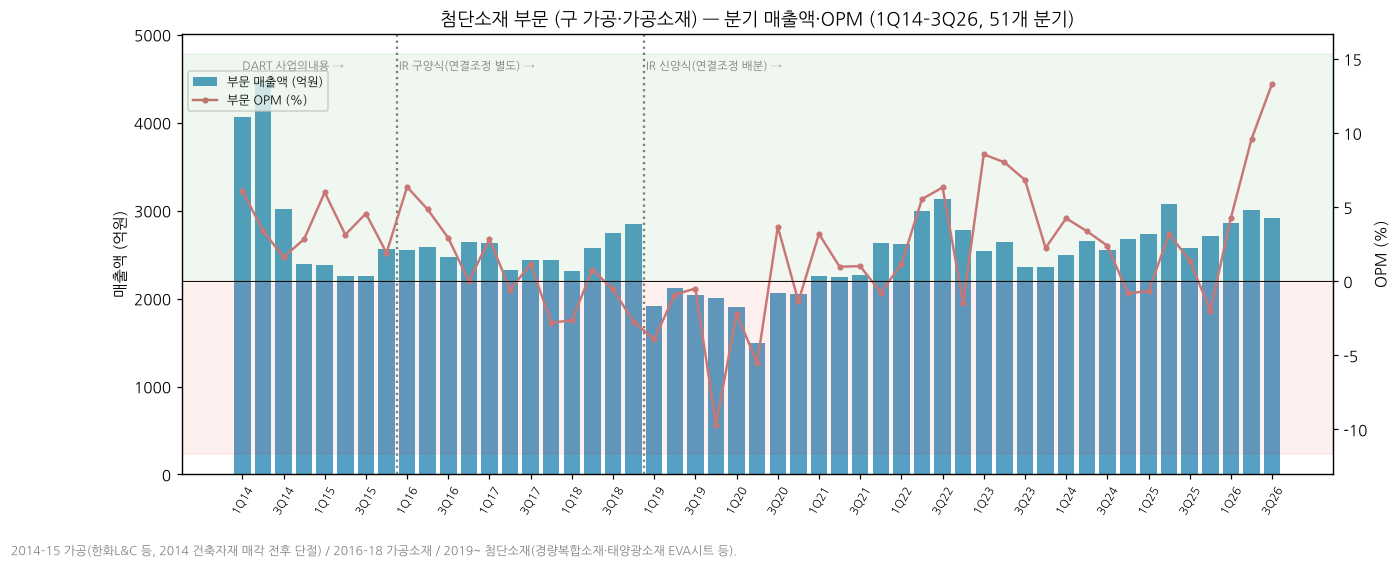 첨단소재 부문 (구 가공·가공소재) — 분기 매출액·OPM (1Q14-3Q26, 51개 분기)
DART 사업의내용 →
IR 구양식(연결조정 별도) →
IR 신양식(연결조정 배분) →
부문 매출액 (억원)
부문 OPM (%)
매출액 (억원)
5000
4000
3000
2000
1000
0
OPM (%)
15
10
5
0
-5
-10
1Q14 3Q14 1Q15 3Q15 1Q16 3Q16 1Q17 3Q17 1Q18 3Q18 1Q19 3Q19 1Q20 3Q20 1Q21 3Q21 1Q22 3Q22 1Q23 3Q23 1Q24 3Q24 1Q25 3Q25 1Q26 3Q26
2014-15 가공(한화L&C 등, 2014 건축자재 매각 전후 단절) / 2016-18 가공소재 / 2019~ 첨단소재(경량복합소재·태양광소재 EVA시트 등).